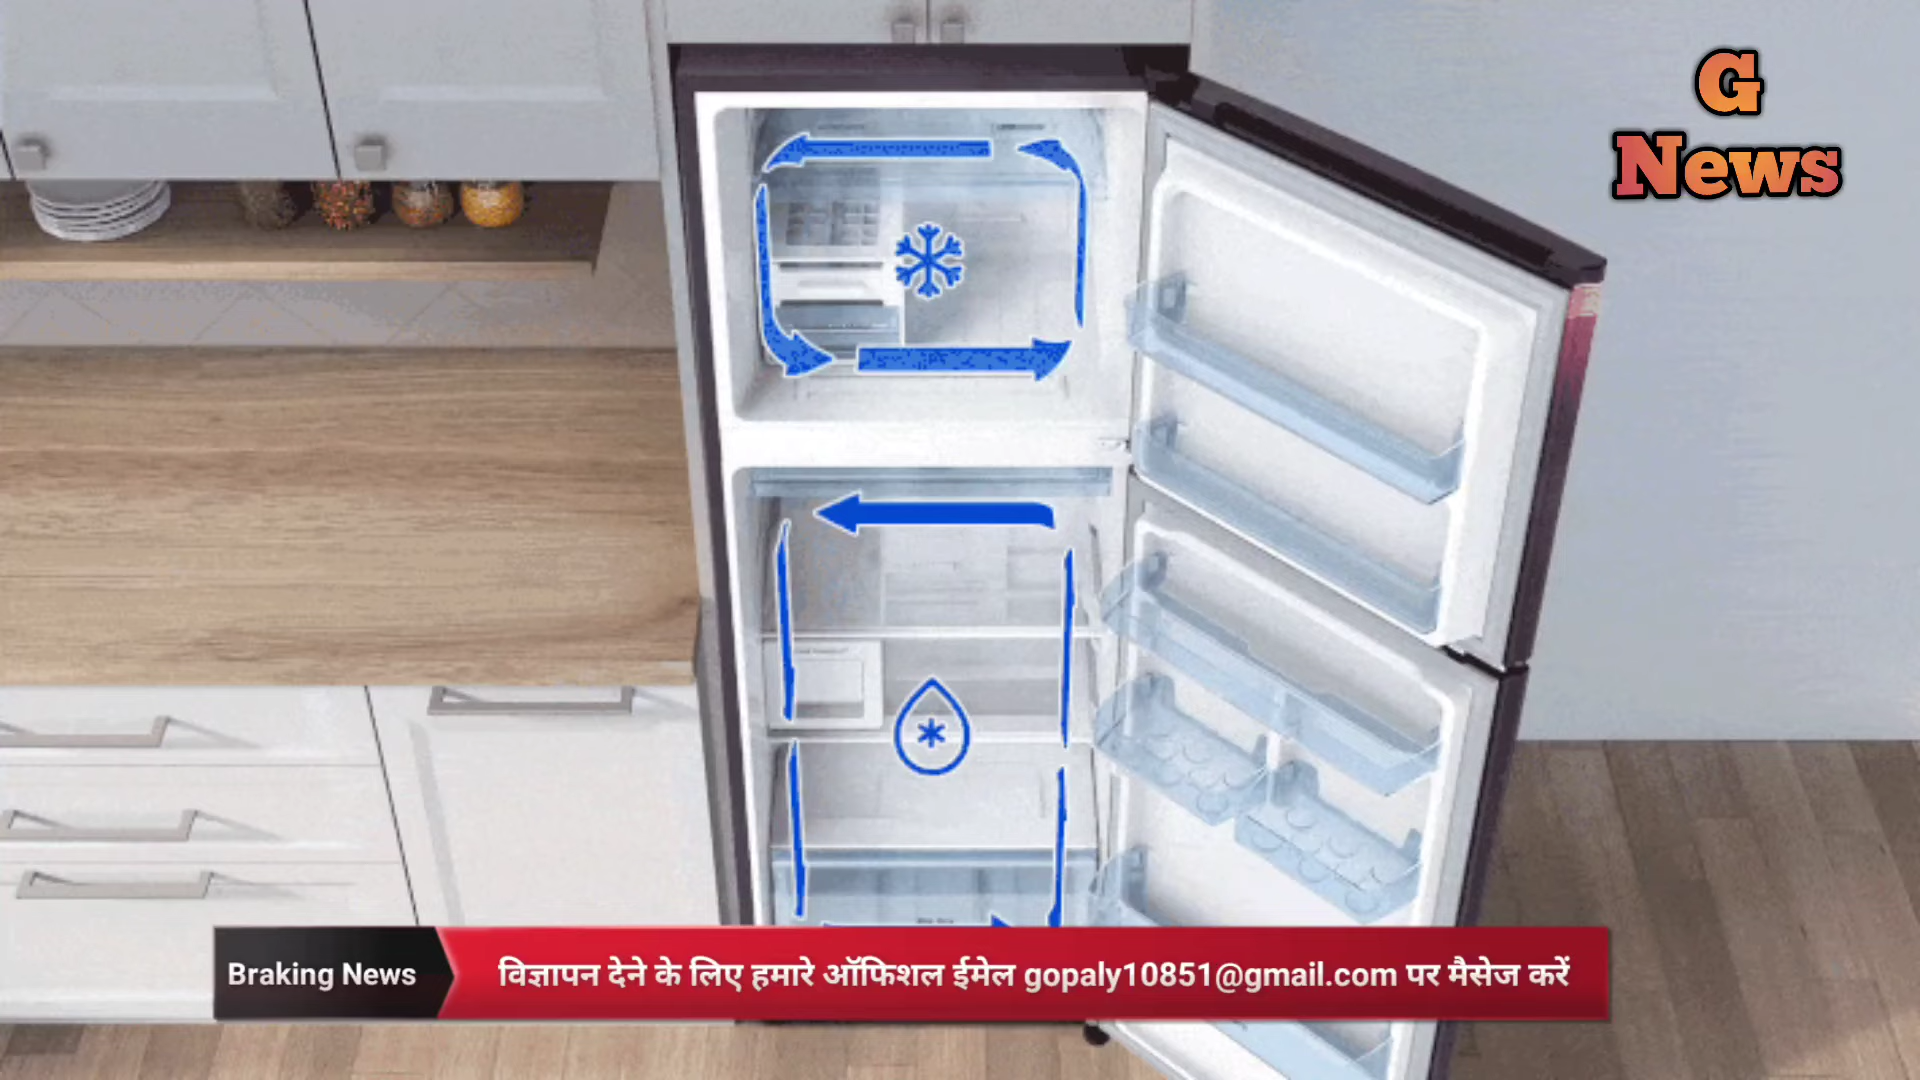 G
News
Braking News
विज्ञापन देने के लिए हमारे ऑफिशल ईमेल gopaly10851@gmail.com पर मैसेज करें